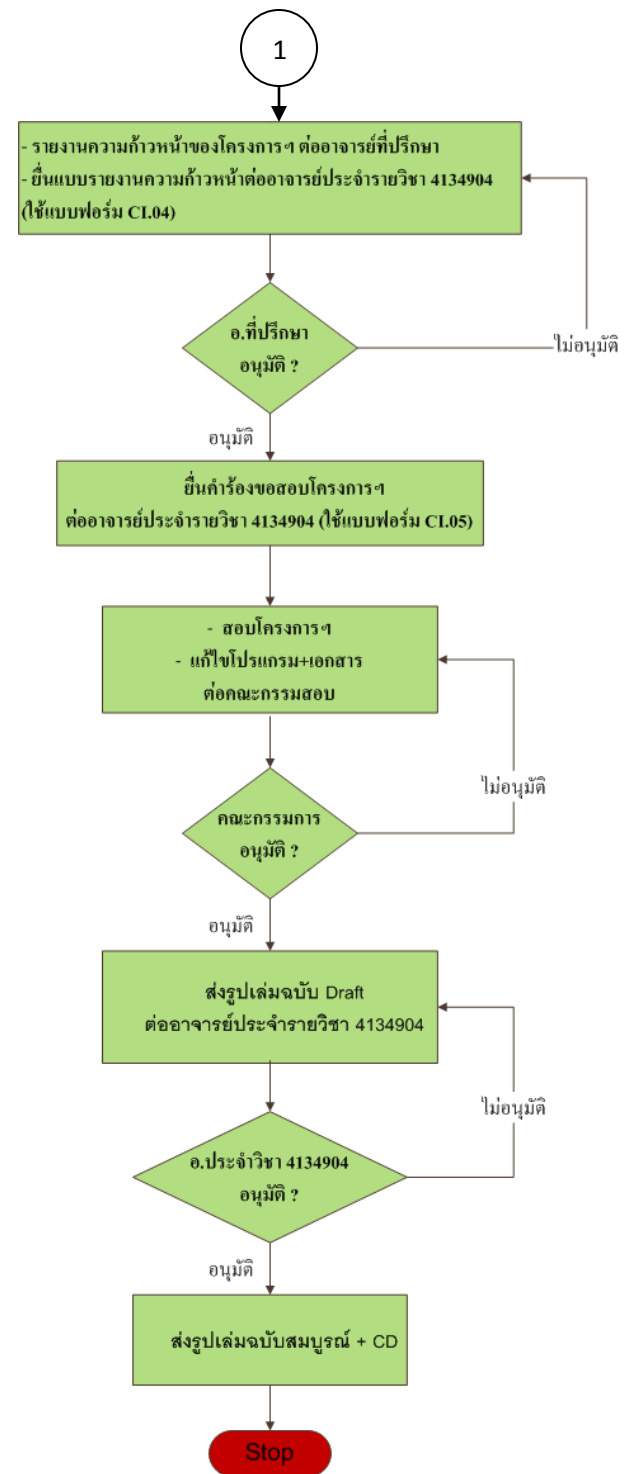 1
- รายงานความก้าวหน้าของโครงการฯ ต่ออาจารย์ที่ปรึกษา
- ยื่นแบบรายงานความก้าวหน้าต่ออาจารย์ประจำรายวิชา 4134904
(ใช้แบบฟอร์ม CI.04)
อ.ที่ปรึกษา
อนุมัติ ?
ไม่อนุมัติ
อนุมัติ
ยื่นคำร้องขอสอบโครงการฯ
ต่ออาจารย์ประจำรายวิชา 4134904 (ใช้แบบฟอร์ม CI.05)
- สอบโครงการฯ
- แก้ไขโปรแกรม+เอกสาร
ต่อคณะกรรมสอบ
ไม่อนุมัติ
คณะกรรมการ
อนุมัติ ?
อนุมัติ
ส่งรูปเล่มฉบับ Draft
ต่ออาจารย์ประจำรายวิชา 4134904
ไม่อนุมัติ
อ.ประจำวิชา 4134904
อนุมัติ ?
อนุมัติ
ส่งรูปเล่มฉบับสมบูรณ์ + CD
Stop